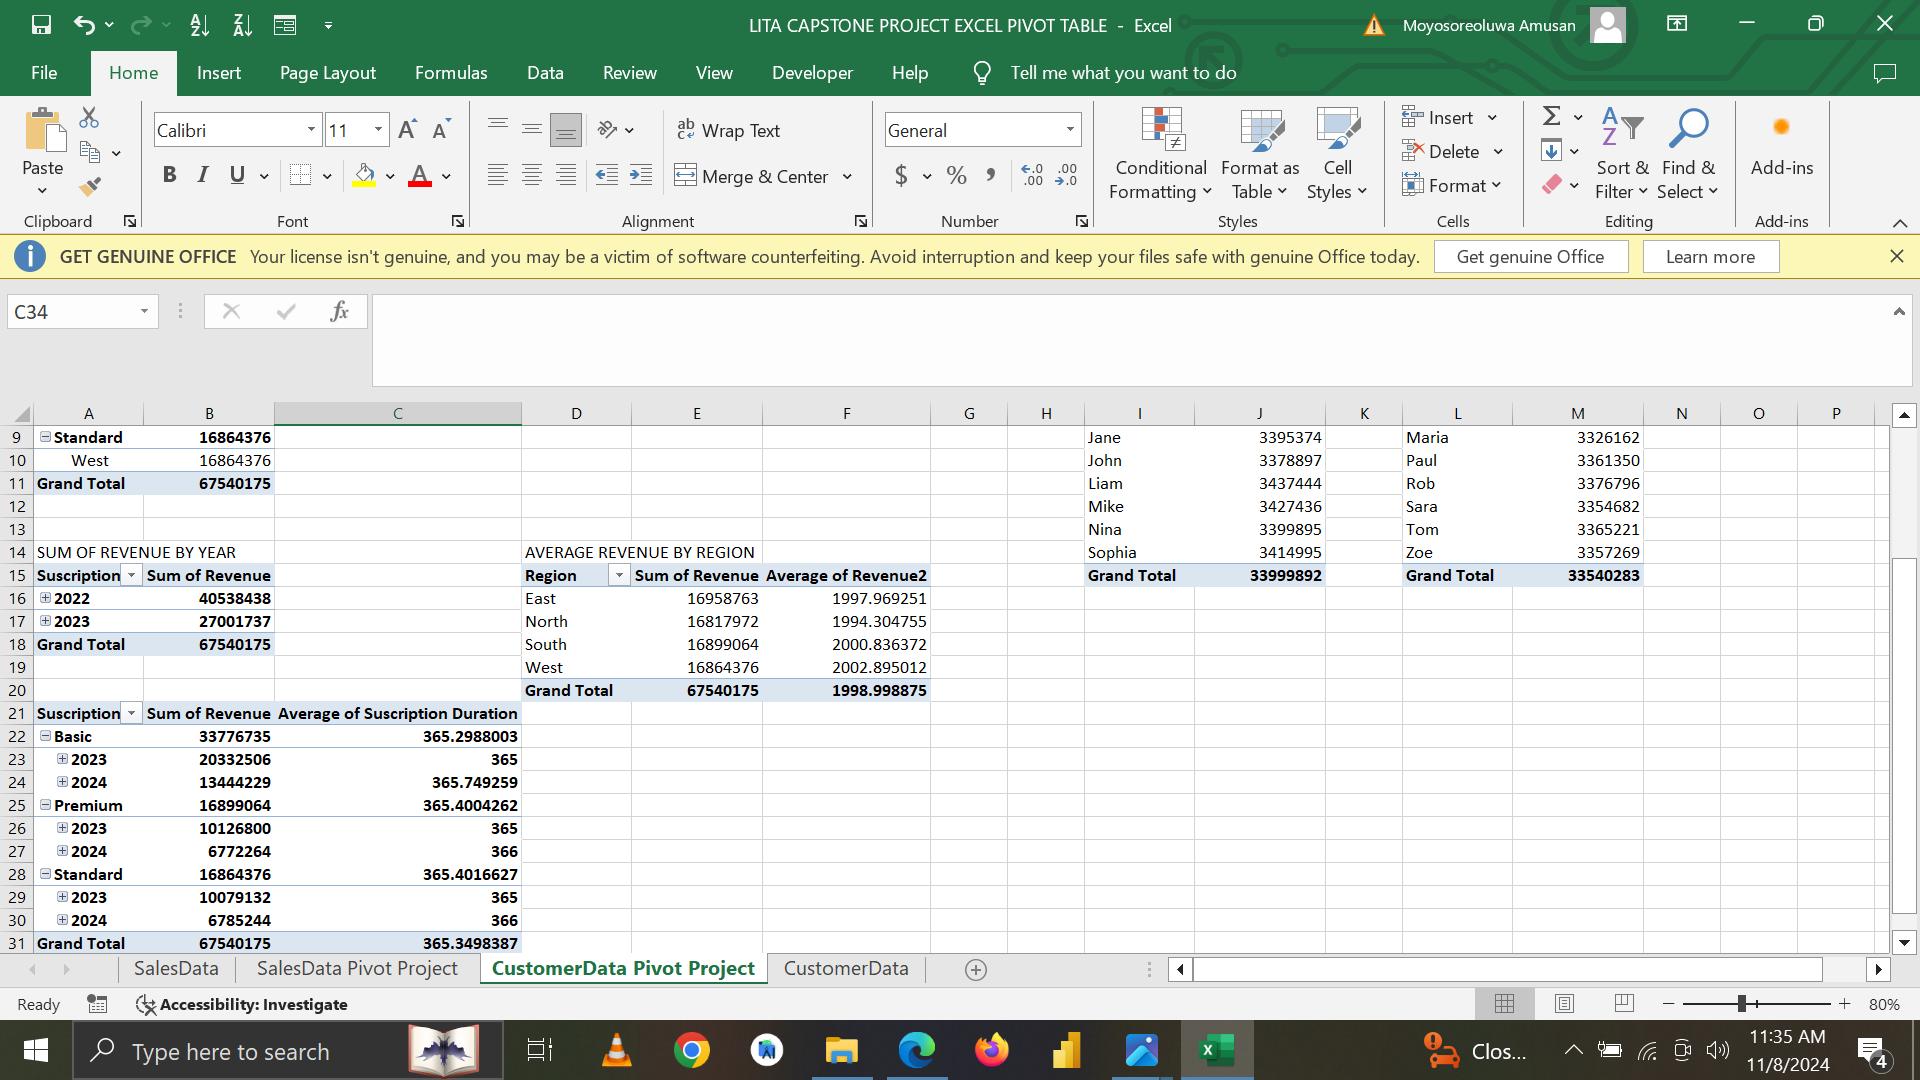 LITA CAPSTONE PROJECT EXCEL PIVOT TABLE - Excel
Moyosoreoluwa Amusan
File Home Insert Page Layout Formulas Data Review View Developer Help Tell me what you want to do
Paste
Clipboard
Calibri 11
B I U
Font
Wrap Text
Merge & Center
Alignment
General
$ % ,
Number
Conditional Formatting
Format as Table
Cell Styles
Styles
Insert
Delete
Format
Cells
Sort & Filter
Find & Select
Editing
Add-ins
Add-ins
GET GENUINE OFFICE Your license isn't genuine, and you may be a victim of software counterfeiting. Avoid interruption and keep your files safe with genuine Office today. Get genuine Office Learn more
C34 fx
A B C D E F G H I J K L M N O P
9 Standard 16864376 Jane 3395374 Maria 3326162
10 West 16864376 John 3378897 Paul 3361350
11 Grand Total 67540175 Liam 3437444 Rob 3376796
12 Mike 3427436 Sara 3354682
13 Nina 3399895 Tom 3365221
14 SUM OF REVENUE BY YEAR AVERAGE REVENUE BY REGION Sophia 3414995 Zoe 3357269
15 Suscription Sum of Revenue Region Sum of Revenue Average of Revenue2 Grand Total 33999892 Grand Total 33540283
16 2022 40538438 East 16958763 1997.969251
17 2023 27001737 North 16817972 1994.304755
18 Grand Total 67540175 South 16899064 2000.836372
19 West 16864376 2002.895012
20 Grand Total 67540175 1998.998875
21 Suscription Sum of Revenue Average of Suscription Duration
22 Basic 33776735 365.2988003
23 2023 20332506 365
24 2024 13444229 365.749259
25 Premium 16899064 365.4004262
26 2023 10126800 365
27 2024 6772264 366
28 Standard 16864376 365.4016627
29 2023 10079132 365
30 2024 6785244 366
31 Grand Total 67540175 365.3498387
SalesData SalesData Pivot Project CustomerData Pivot Project CustomerData
Ready Accessibility: Investigate 80%
Type here to search Clos... 11:35 AM
11/8/2024 4